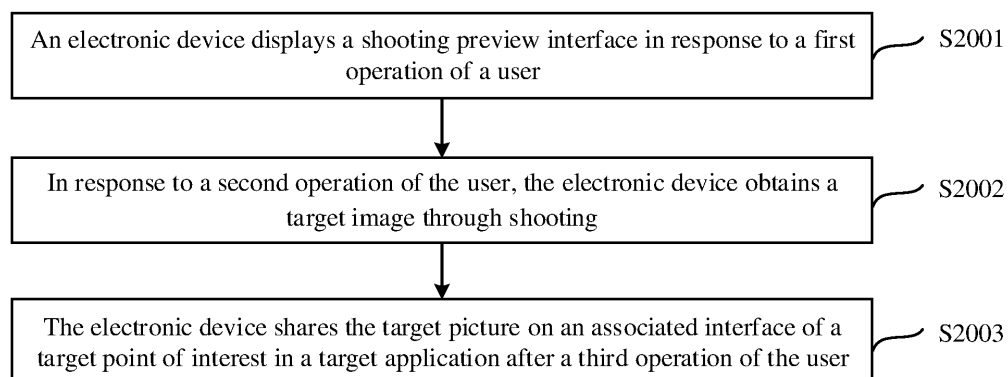 An electronic device displays a shooting preview interface in response to a first
operation of a user
S2001
In response to a second operation of the user, the electronic device obtains a
target image through shooting
S2002
The electronic device shares the target picture on an associated interface of a
target point of interest in a target application after a third operation of the user
S2003